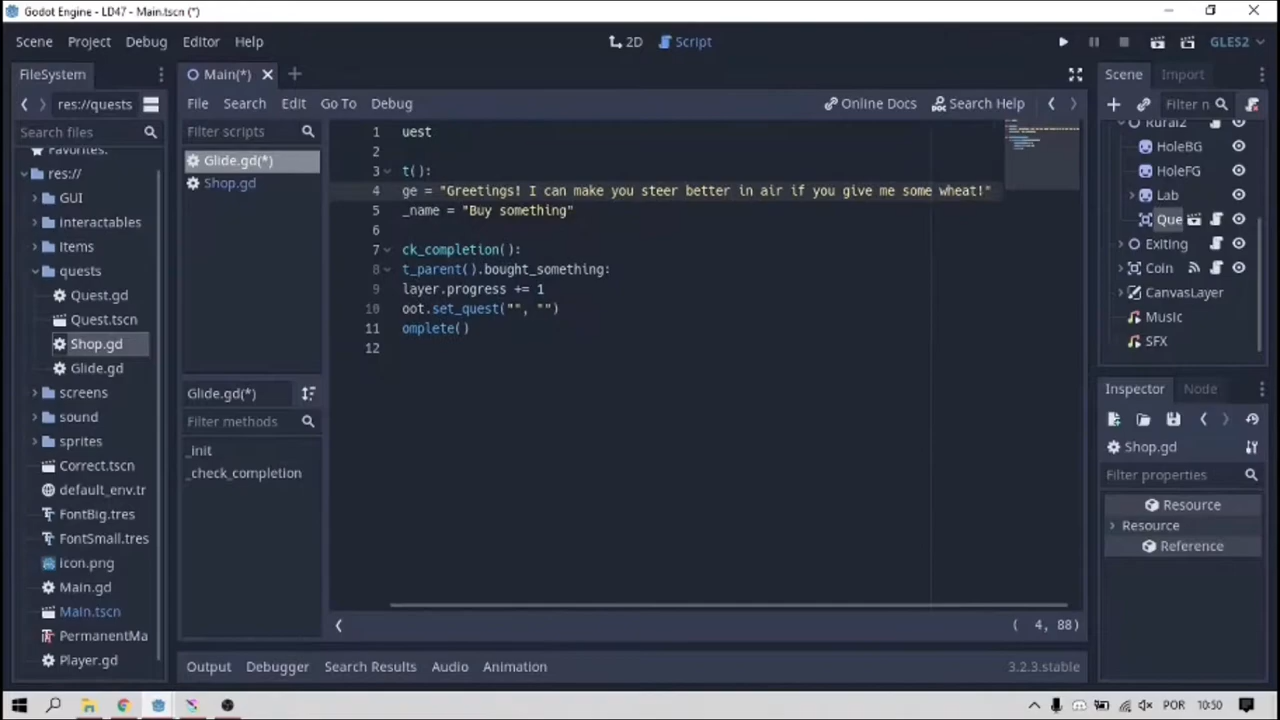 Godot Engine - LD47 - Main.tscn (*)
Scene Project Debug Editor Help
2D Script
GLES2
FileSystem
Main(*)
Scene Import
res://quests
File Search Edit Go To Debug
Online Docs Search Help
Filter n
Search files
Filter scripts
Favorites:
res://
GUI
interactables
Items
quests
Quest.gd
Quest.tscn
Shop.gd
Glide.gd
screens
sound
sprites
Correct.tscn
default_env.tr
FontBig.tres
FontSmall.tres
icon.png
Main.gd
Main.tscn
PermanentMa
Player.gd
Glide.gd(*)
Shop.gd
Glide.gd(*)
Filter methods
_init
_check_completion
1 uest
2
3 t():
4 ge = "Greetings! I can make you steer better in air if you give me some wheat!"
5 _name = "Buy something"
6
7 ck_completion():
8 t_parent().bought_something:
9 layer.progress += 1
10 oot.set_quest("", "")
11 omplete()
12
( 4, 88)
Output Debugger Search Results Audio Animation 3.2.3.stable
Rural2
HoleBG
HoleFG
Lab
Que
Exiting
Coin
CanvasLayer
Music
SFX
Inspector Node
Shop.gd
Filter properties
Resource
Resource
Reference
POR 10:50